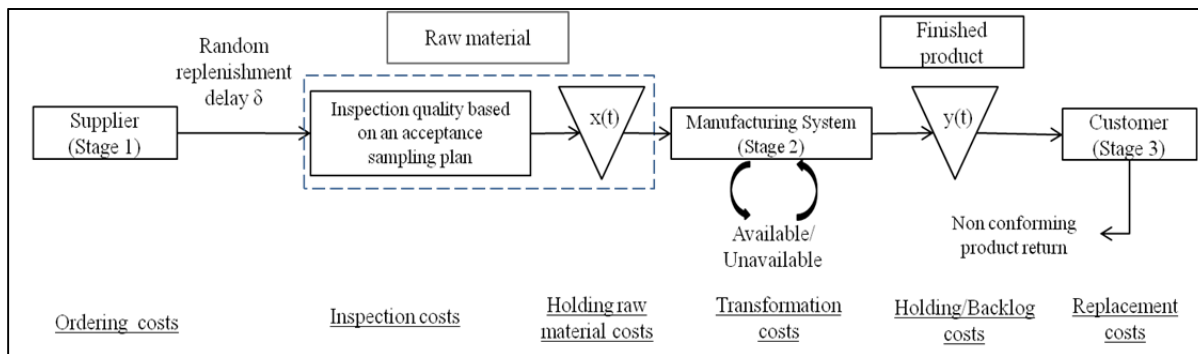 Raw material
Finished
product
Random
replenishment
delay δ
Supplier
(Stage 1)
Inspection quality based
on an acceptance
sampling plan
x(t)
Manufacturing System
(Stage 2)
y(t)
Customer
(Stage 3)
Available/
Unavailable
Non conforming
product return
Ordering costs
Inspection costs
Holding raw
material costs
Transformation
costs
Holding/Backlog
costs
Replacement
costs